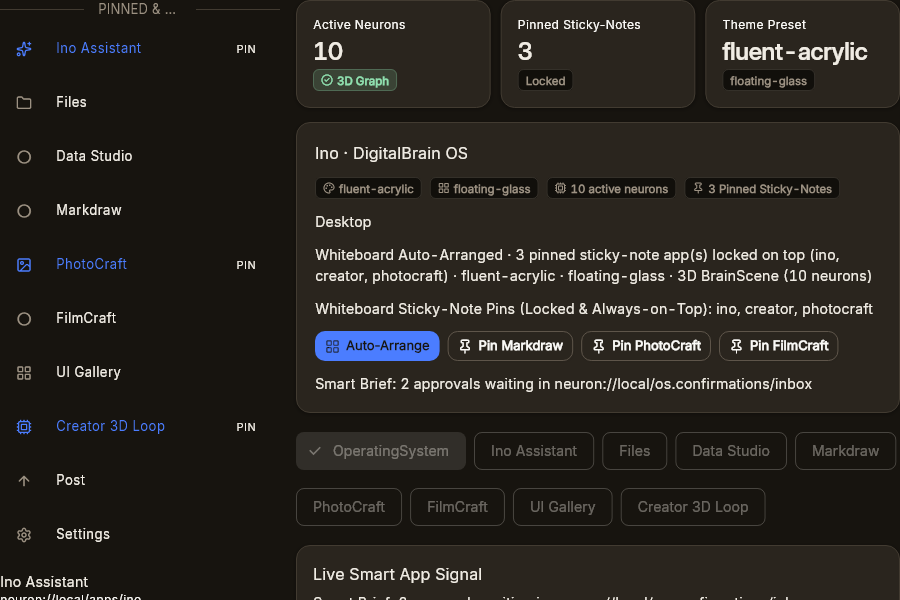 PINNED & ...
Ino Assistant PIN
Files
Data Studio
Markdraw
PhotoCraft PIN
FilmCraft
UI Gallery
Creator 3D Loop PIN
Post
Settings
Ino Assistant
neuron://local/apps/ino
Active Neurons
10
3D Graph
Pinned Sticky-Notes
3
Locked
Theme Preset
fluent-acrylic
floating-glass
Ino · DigitalBrain OS
fluent-acrylic floating-glass 10 active neurons 3 Pinned Sticky-Notes
Desktop
Whiteboard Auto-Arranged · 3 pinned sticky-note app(s) locked on top (ino,
creator, photocraft) · fluent-acrylic · floating-glass · 3D BrainScene (10 neurons)
Whiteboard Sticky-Note Pins (Locked & Always-on-Top): ino, creator, photocraft
Auto-Arrange Pin Markdraw Pin PhotoCraft Pin FilmCraft
Smart Brief: 2 approvals waiting in neuron://local/os.confirmations/inbox
OperatingSystem Ino Assistant Files Data Studio Markdraw
PhotoCraft FilmCraft UI Gallery Creator 3D Loop
Live Smart App Signal